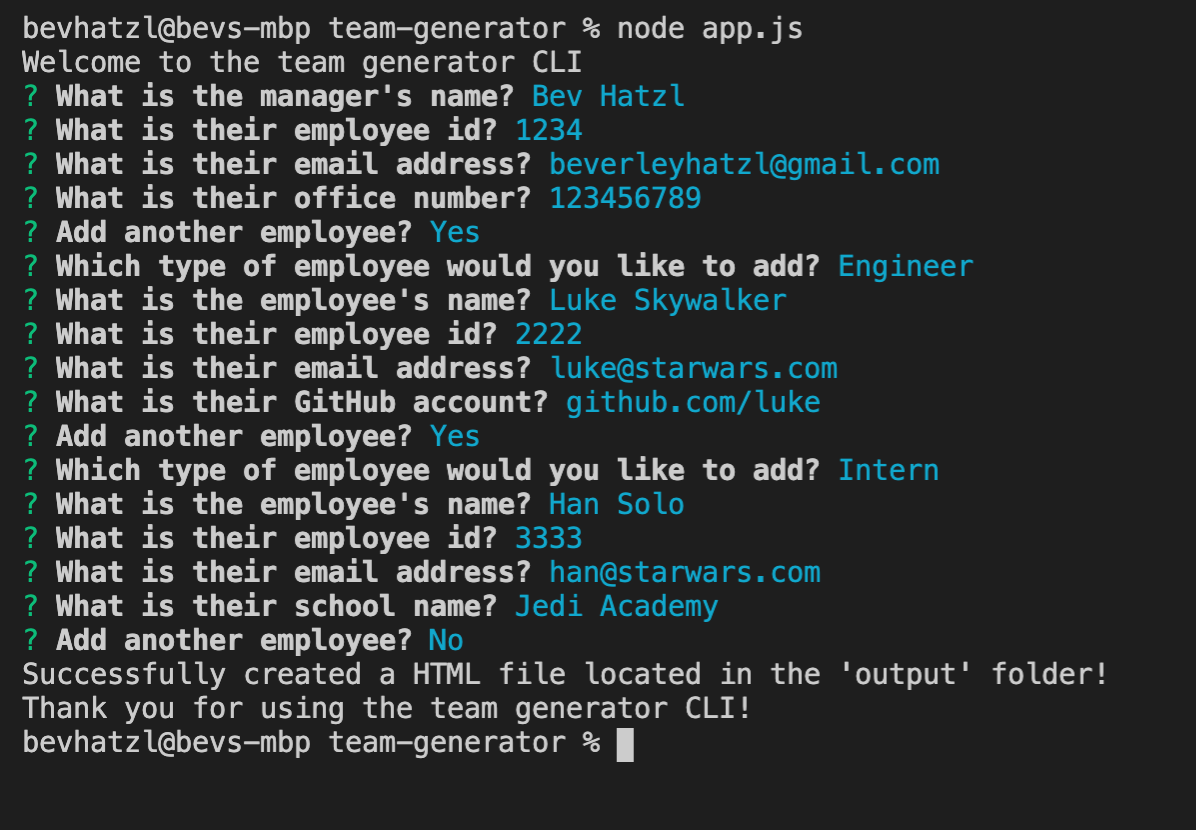 bevhatzl@bevs-mbp team-generator % node app.js
Welcome to the team generator CLI
? What is the manager's name? Bev Hatzl
? What is their employee id? 1234
? What is their email address? beverleyhatzl@gmail.com
? What is their office number? 123456789
? Add another employee? Yes
? Which type of employee would you like to add? Engineer
? What is the employee's name? Luke Skywalker
? What is their employee id? 2222
? What is their email address? luke@starwars.com
? What is their GitHub account? github.com/luke
? Add another employee? Yes
? Which type of employee would you like to add? Intern
? What is the employee's name? Han Solo
? What is their employee id? 3333
? What is their email address? han@starwars.com
? What is their school name? Jedi Academy
? Add another employee? No
Successfully created a HTML file located in the 'output' folder!
Thank you for using the team generator CLI!
bevhatzl@bevs-mbp team-generator %